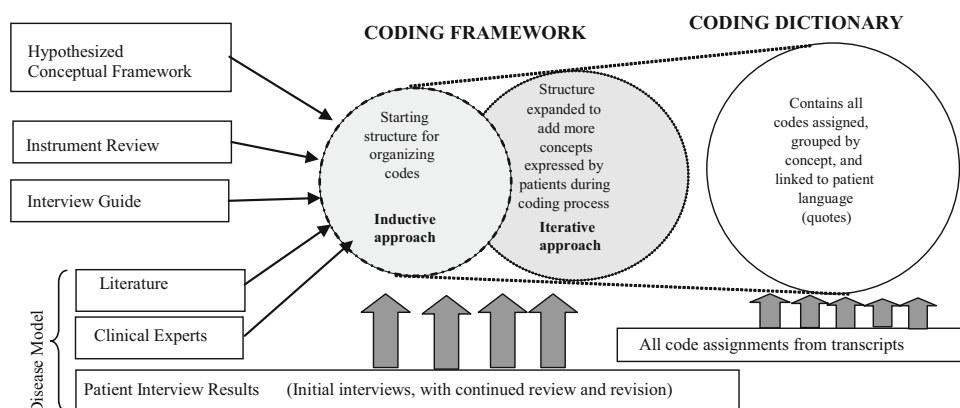 CODING FRAMEWORK
CODING DICTIONARY
Hypothesized
Conceptual Framework
Instrument Review
Interview Guide
Literature
Clinical Experts
Disease Model
Patient Interview Results (Initial interviews, with continued review and revision)
Starting
structure for
organizing
codes
Inductive
approach
Structure
expanded to
add more
concepts
expressed by
patients during
coding process
Iterative
approach
Contains all
codes assigned,
grouped by
concept, and
linked to patient
language
(quotes)
All code assignments from transcripts